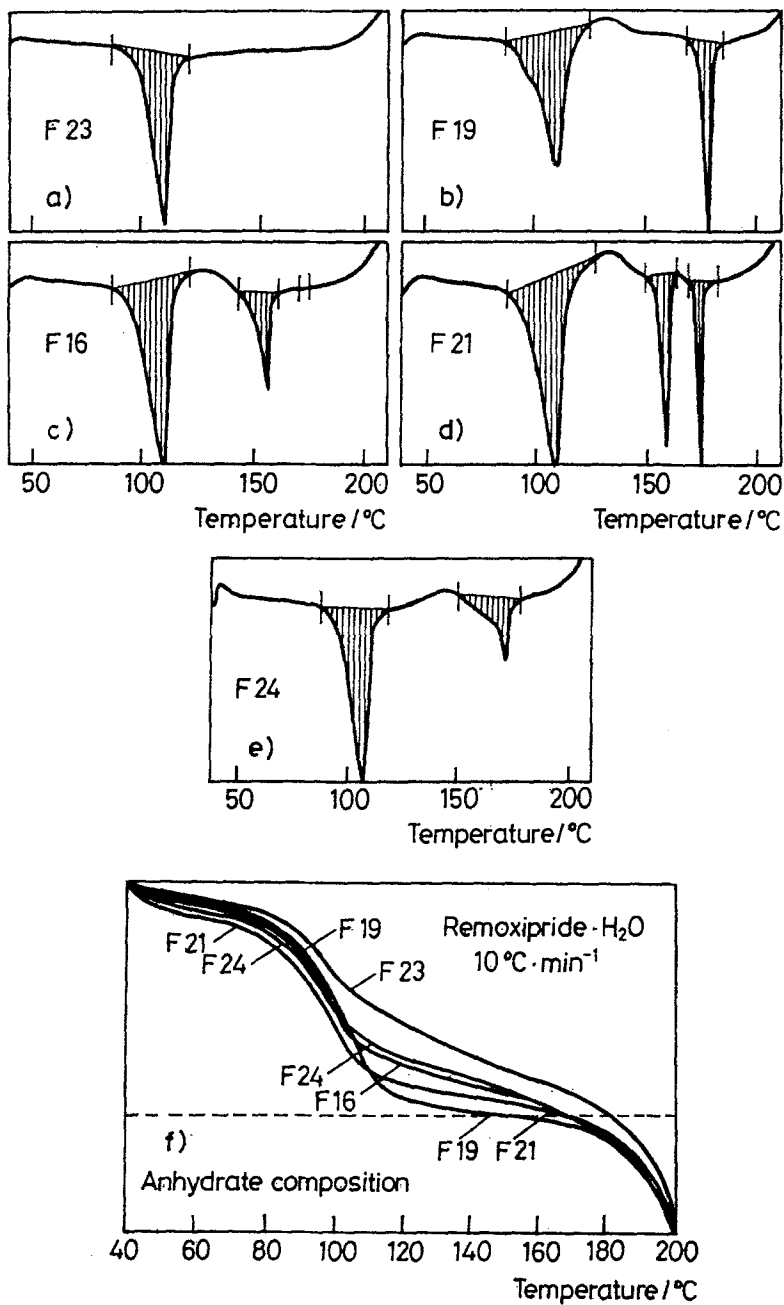 F 23
a)
F 19
b)
F 16
c)
50 100 150 200
Temperature/°C
F 21
d)
50 100 150 200
Temperature/°C
F 24
e)
50 100 150 200
Temperature/°C
Remoxipride·H₂O
10 °C·min⁻¹
F 19
F 21
F 24
F 23
F 24
F 16
F 19
F 21
f)
Anhydrate composition
40 60 80 100 120 140 160 180 200
Temperature/°C